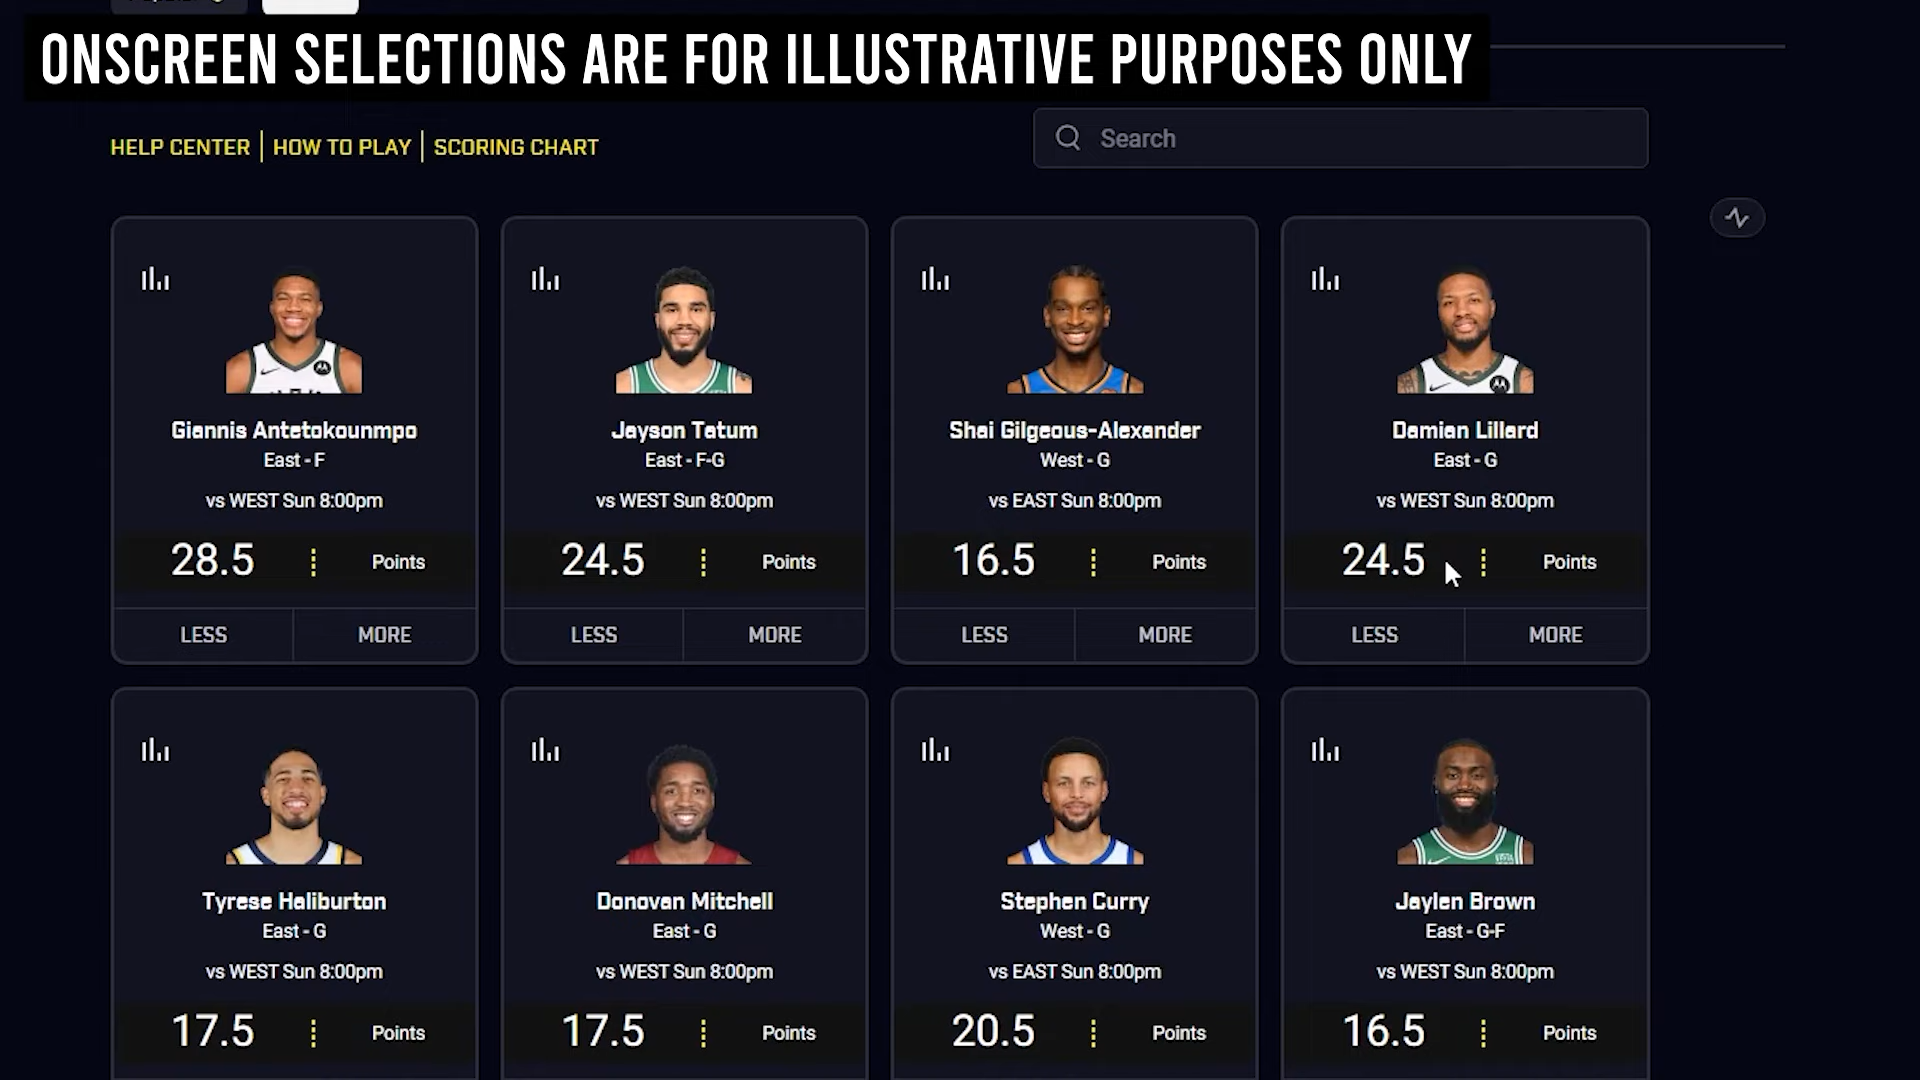 ONSCREEN SELECTIONS ARE FOR ILLUSTRATIVE PURPOSES ONLY
HELP CENTER | HOW TO PLAY | SCORING CHART
Search
Giannis Antetokounmpo
East - F
vs WEST Sun 8:00pm
28.5 Points
LESS MORE
Jayson Tatum
East - F-G
vs WEST Sun 8:00pm
24.5 Points
LESS MORE
Shai Gilgeous-Alexander
West - G
vs EAST Sun 8:00pm
16.5 Points
LESS MORE
Damian Lillard
East - G
vs WEST Sun 8:00pm
24.5 Points
LESS MORE
Tyrese Haliburton
East - G
vs WEST Sun 8:00pm
17.5 Points
Donovan Mitchell
East - G
vs WEST Sun 8:00pm
17.5 Points
Stephen Curry
West - G
vs EAST Sun 8:00pm
20.5 Points
Jaylen Brown
East - G-F
vs WEST Sun 8:00pm
16.5 Points